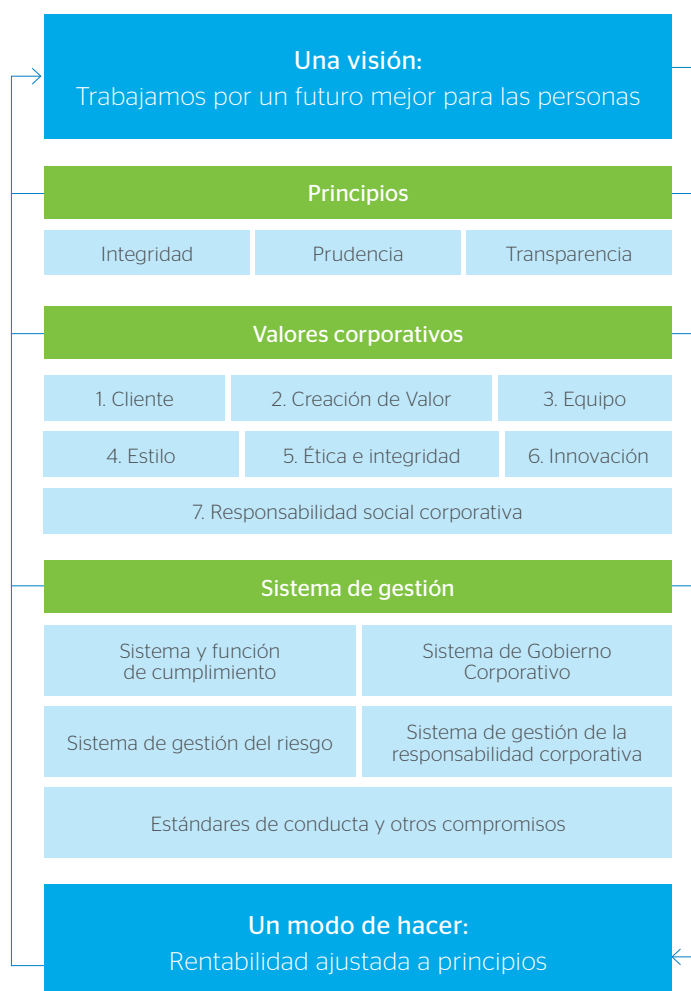 Una visión:
Trabajamos por un futuro mejor para las personas
Principios
Integridad
Prudencia
Transparencia
Valores corporativos
1. Cliente
2. Creación de Valor
3. Equipo
4. Estilo
5. Ética e integridad
6. Innovación
7. Responsabilidad social corporativa
Sistema de gestión
Sistema y función
de cumplimiento
Sistema de Gobierno
Corporativo
Sistema de gestión del riesgo
Sistema de gestión de la
responsabilidad corporativa
Estándares de conducta y otros compromisos
Un modo de hacer:
Rentabilidad ajustada a principios